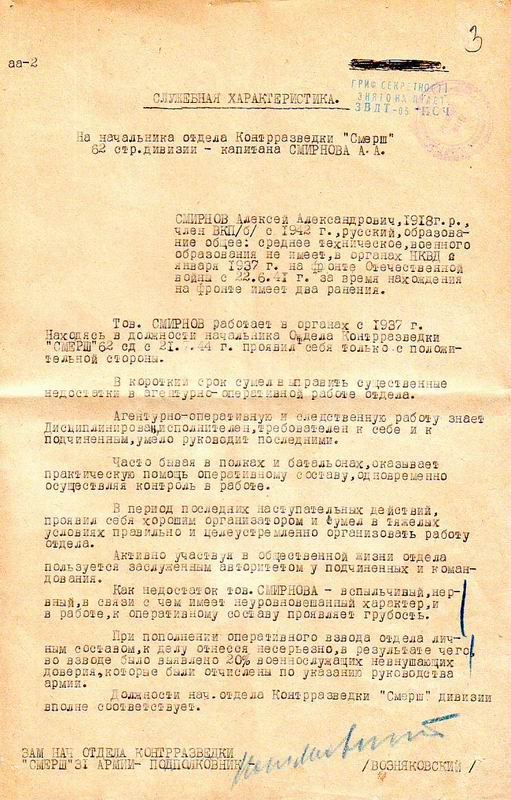 3
аа-2
ГРИФ СЕКРЕТНОСТИ
СНЯТ
СЛУЖЕБНАЯ ХАРАКТЕРИСТИКА.
На начальника отдела Контрразведки "Смерш"
62 стр.дивизии - капитана СМИРНОВА А.А.
СМИРНОВ Алексей Александрович,1918г.р.,
член ВКП/б/ с 1942 г.,русский,образова-
ние общее: среднее техническое,военного
образования не имеет,в органах НКВД с
января 1937 г. на фронте Отечественной
войны с 22.6.41 г. за время нахождения
на фронте имеет два ранения.
Тов. СМИРНОВ работает в органах с 1937 г.
Находясь в должности начальника Отдела Контрразведки
"СМЕРШ"62 сд с 21. .44 г. проявил себя только с положи-
тельной стороны.
В короткий срок сумел выправить существенные
недостатки в агентурно-оперативной работе отдела.
Агентурно-оперативную и следственную работу знает
Дисциплинирован,исполнителен,требователен к себе и к
подчиненным,умело руководит последними.
Часто бывая в полках и батальонах,оказывает
практическую помощь оперативному составу,одновременно
осуществляя контроль в работе.
В период последних наступательных действий,
проявил себя хорошим организатором и сумел в тяжелых
условиях правильно и целеустремленно организовать работу
отдела.
Активно участвуя в общественной жизни отдела
пользуется заслуженным авторитетом у подчиненных и коман-
дования.
Как недостаток тов.СМИРНОВА - вспыльчивый,нер-
вный,в связи с чем имеет неуровновешанный характер,и
в работе,к оперативному составу проявляет грубость.
При пополнении оперативного взвода отдела лич-
ным составом,к делу отнесся несерьезно,в результате чего,
во взводе было выявлено 20% военнослужащих невнушающих
доверия,которые были отчислены по указанию руководства
армии.
Должности нач.отдела Контрразведки "Смерш" дивизии
вполне соответствует.
ЗАМ НАЧ ОТДЕЛА КОНТРРАЗВЕДКИ
"СМЕРШ"31 АРМИИ- ПОДПОЛКОВНИК - /ВОЗНЯКОВСКИЙ/